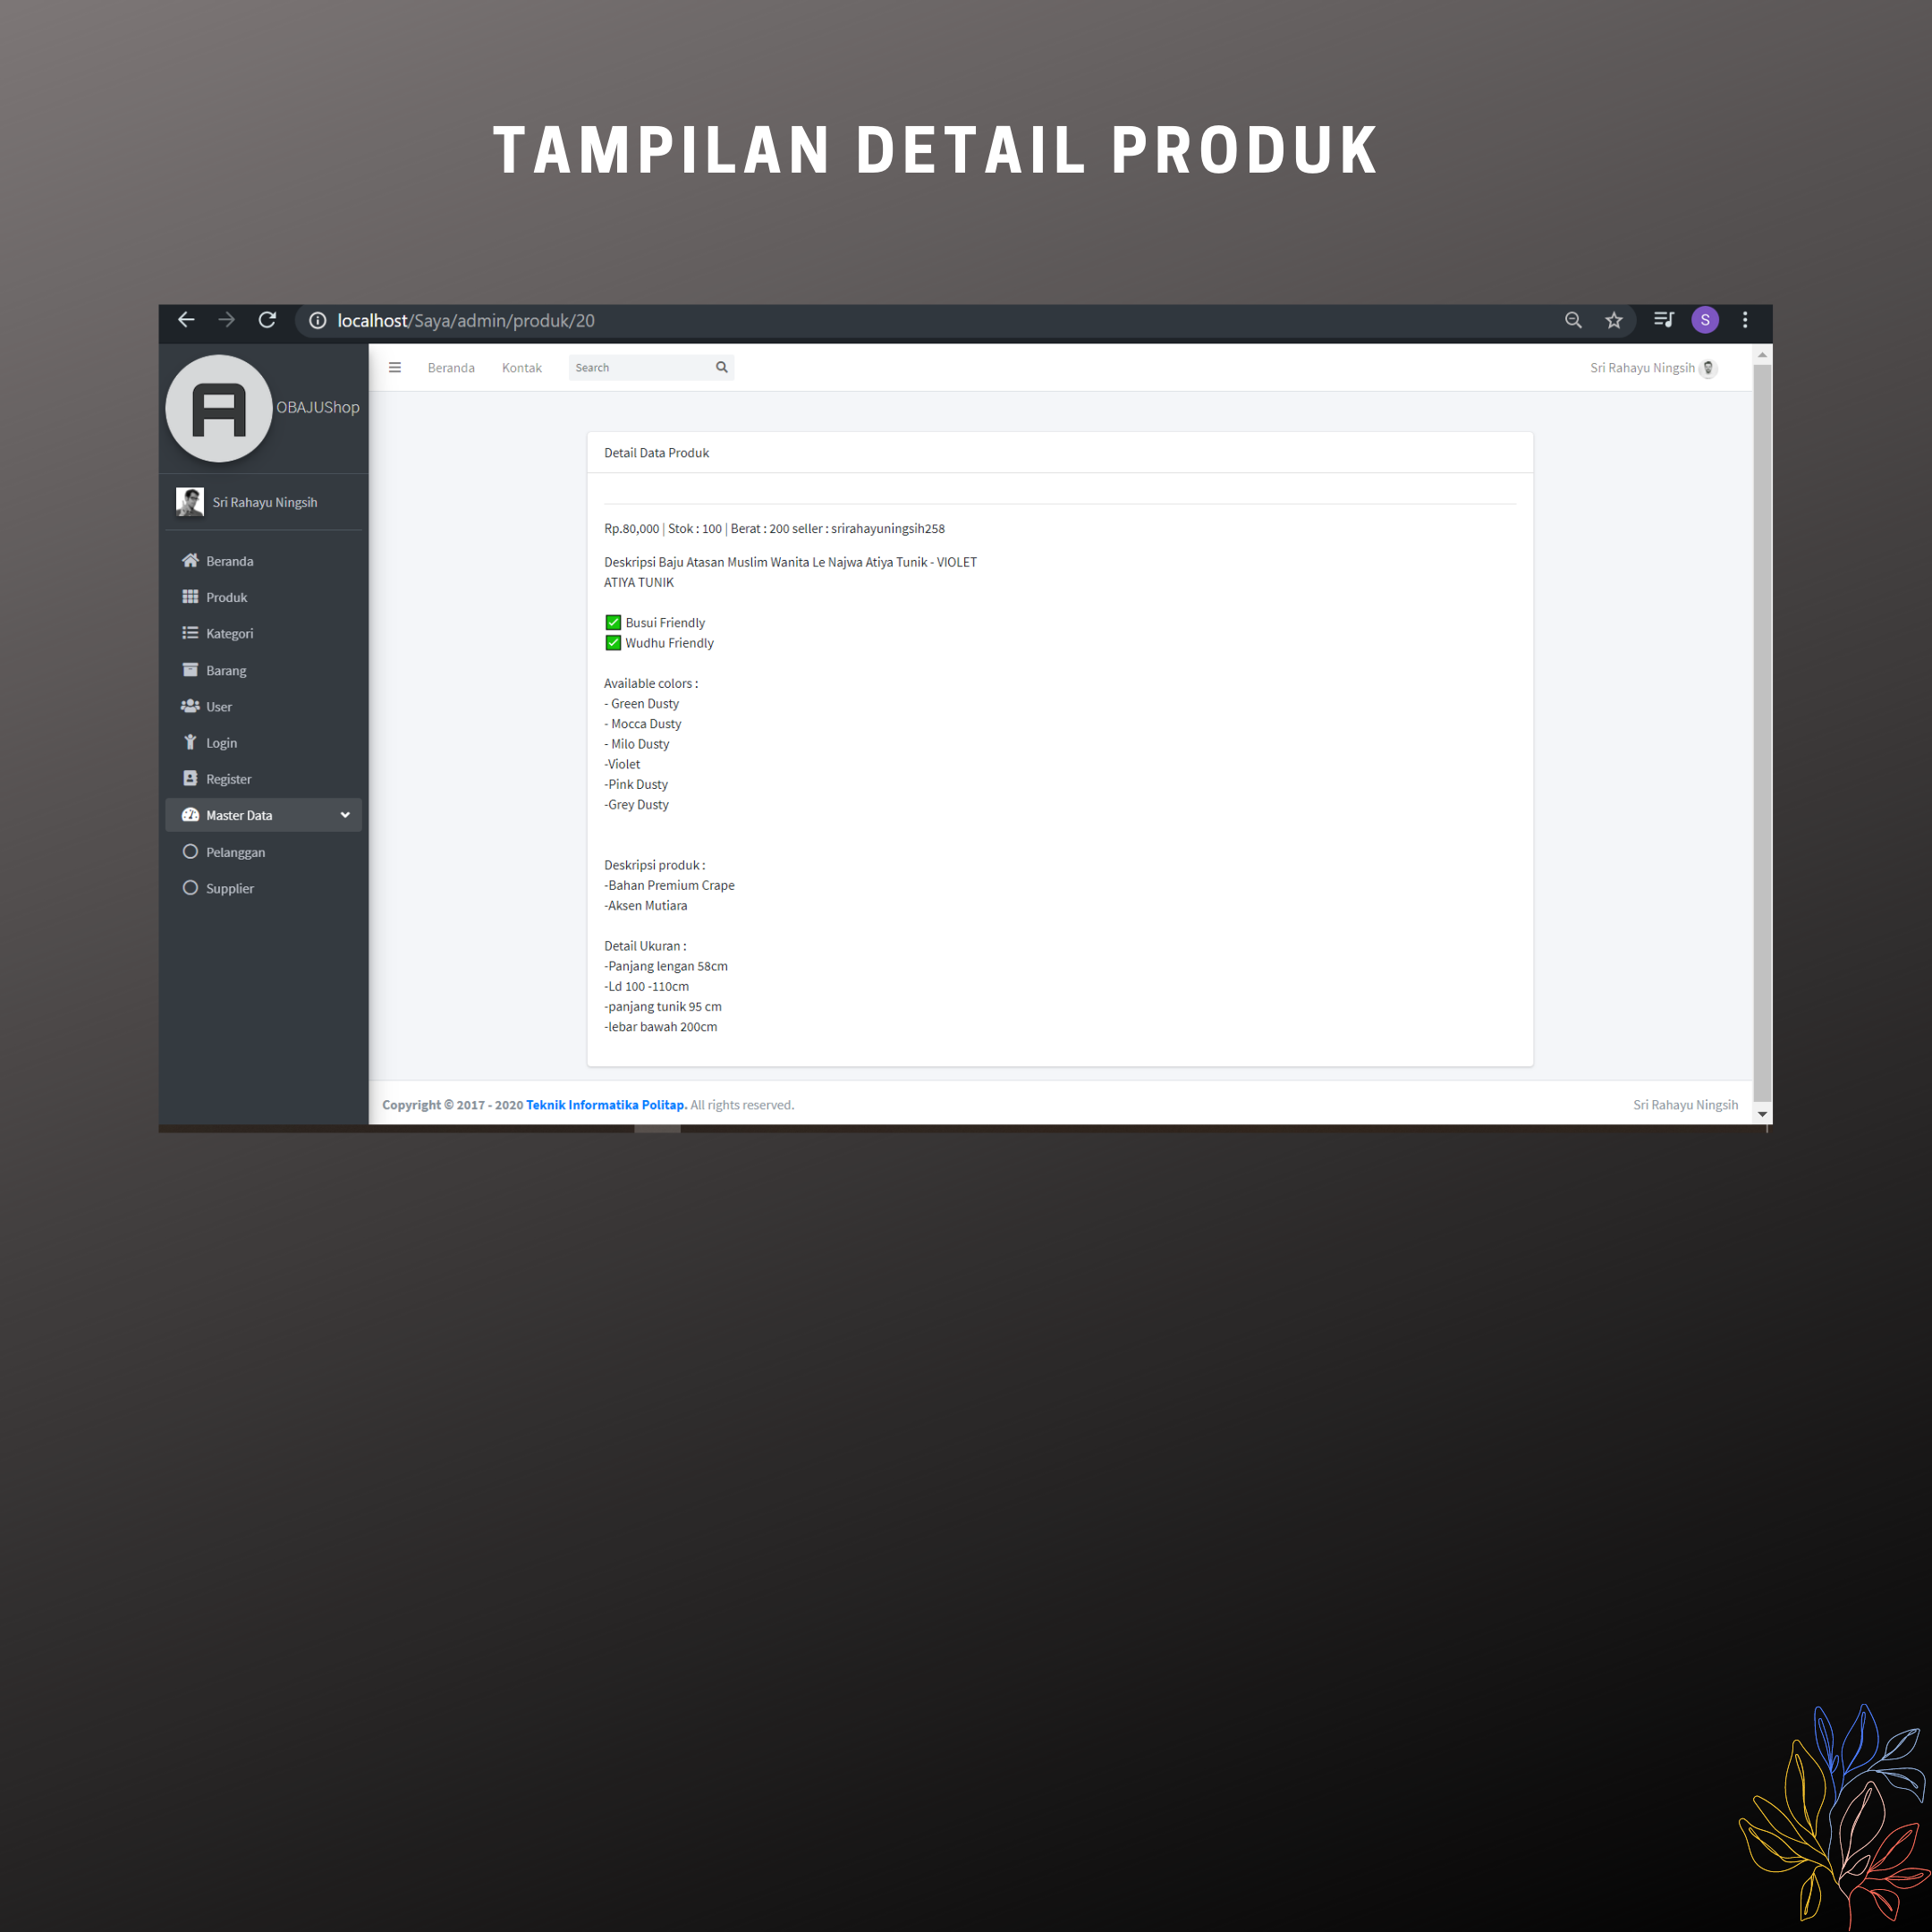 TAMPILAN DETAIL PRODUK
localhost/Saya/admin/produk/20
S
A
OBAJUShop
Beranda
Kontak
Search
Sri Rahayu Ningsih
Sri Rahayu Ningsih
Beranda
Produk
Kategori
Barang
User
Login
Register
Master Data
Pelanggan
Supplier
Detail Data Produk
Rp.80,000 | Stok : 100 | Berat : 200 seller : srirahayuningsih258
Deskripsi Baju Atasan Muslim Wanita Le Najwa Atiya Tunik - VIOLET
ATIYA TUNIK
✅ Busui Friendly
✅ Wudhu Friendly
Available colors :
- Green Dusty
- Mocca Dusty
- Milo Dusty
-Violet
-Pink Dusty
-Grey Dusty
Deskripsi produk :
-Bahan Premium Crape
-Aksen Mutiara
Detail Ukuran :
-Panjang lengan 58cm
-Ld 100 -110cm
-panjang tunik 95 cm
-lebar bawah 200cm
Copyright © 2017 - 2020 Teknik Informatika Politap. All rights reserved.
Sri Rahayu Ningsih